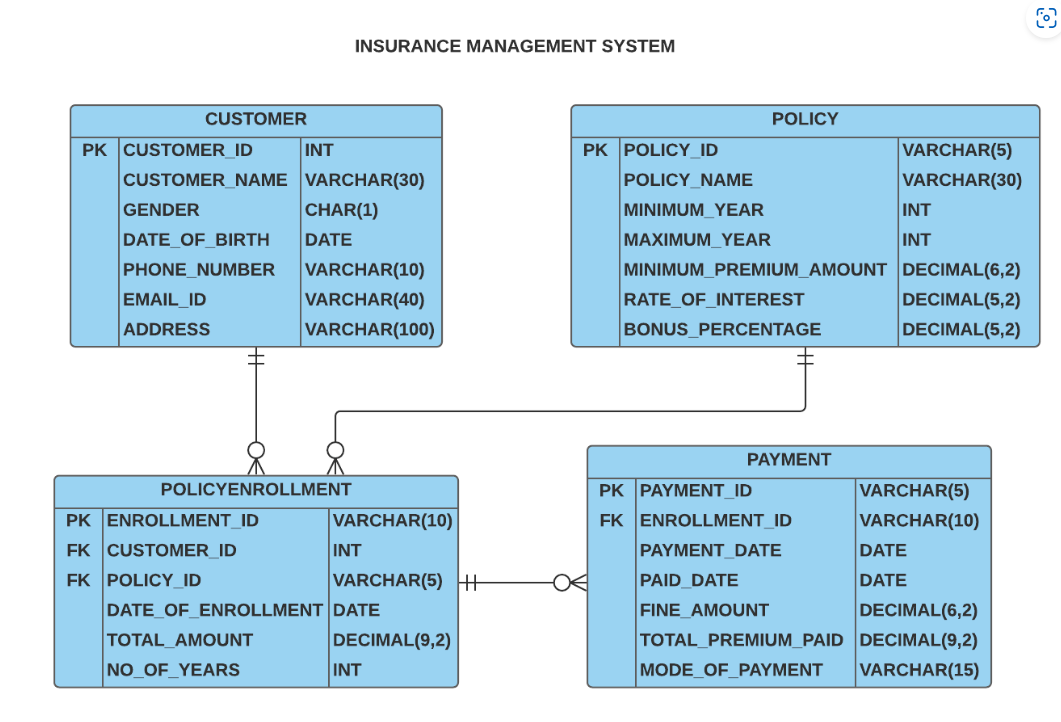 INSURANCE MANAGEMENT SYSTEM
CUSTOMER
PK CUSTOMER_ID INT
CUSTOMER_NAME VARCHAR(30)
GENDER CHAR(1)
DATE_OF_BIRTH DATE
PHONE_NUMBER VARCHAR(10)
EMAIL_ID VARCHAR(40)
ADDRESS VARCHAR(100)
POLICY
PK POLICY_ID VARCHAR(5)
POLICY_NAME VARCHAR(30)
MINIMUM_YEAR INT
MAXIMUM_YEAR INT
MINIMUM_PREMIUM_AMOUNT DECIMAL(6,2)
RATE_OF_INTEREST DECIMAL(5,2)
BONUS_PERCENTAGE DECIMAL(5,2)
POLICYENROLLMENT
PK ENROLLMENT_ID VARCHAR(10)
FK CUSTOMER_ID INT
FK POLICY_ID VARCHAR(5)
DATE_OF_ENROLLMENT DATE
TOTAL_AMOUNT DECIMAL(9,2)
NO_OF_YEARS INT
PAYMENT
PK PAYMENT_ID VARCHAR(5)
FK ENROLLMENT_ID VARCHAR(10)
PAYMENT_DATE DATE
PAID_DATE DATE
FINE_AMOUNT DECIMAL(6,2)
TOTAL_PREMIUM_PAID DECIMAL(9,2)
MODE_OF_PAYMENT VARCHAR(15)